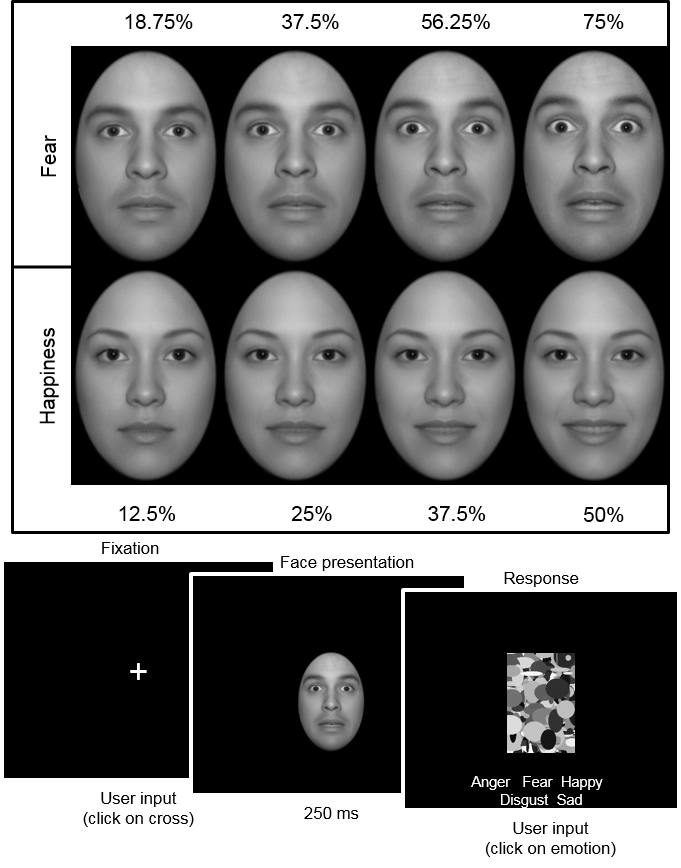 18.75% 37.5% 56.25% 75%
Fear
Happiness
12.5% 25% 37.5% 50%
Fixation
Face presentation
Response
Anger Fear Happy
Disgust Sad
User input
(click on cross)
250 ms
User input
(click on emotion)